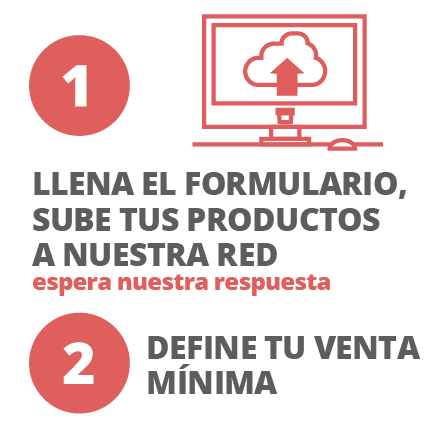 1
LLENA EL FORMULARIO,
SUBE TUS PRODUCTOS
A NUESTRA RED
espera nuestra respuesta
2
DEFINE TU VENTA
MÍNIMA